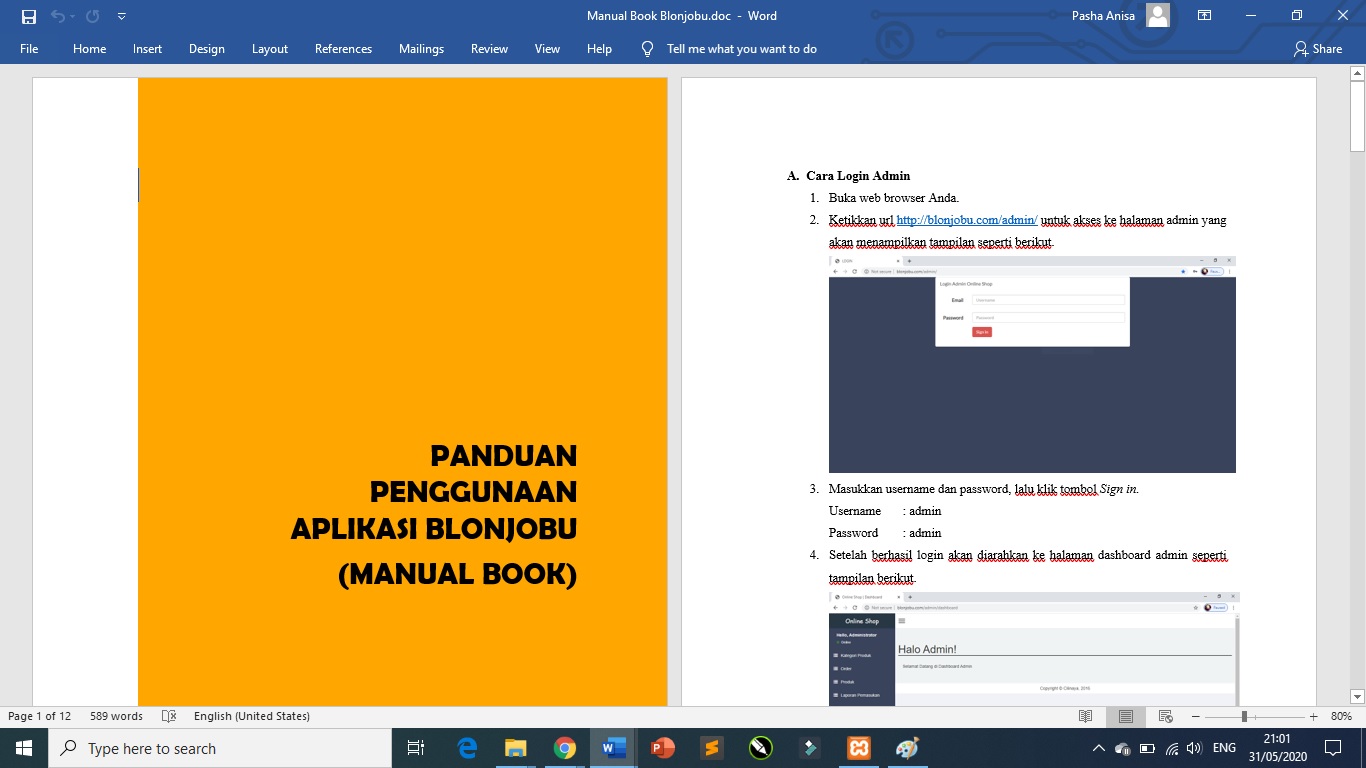 Manual Book Blonjobu.doc - Word
Pasha Anisa
File Home Insert Design Layout References Mailings Review View Help Tell me what you want to do Share
PANDUAN
PENGGUNAAN
APLIKASI BLONJOBU
(MANUAL BOOK)
A. Cara Login Admin
1. Buka web browser Anda.
2. Ketikkan url http://blonjobu.com/admin/ untuk akses ke halaman admin yang
akan menampilkan tampilan seperti berikut.
LOGIN
Not secure blonjobu.com/admin/
Login Admin Online Shop
Email Username
Password Password
Sign in
3. Masukkan username dan password, lalu klik tombol Sign in.
Username : admin
Password : admin
4. Setelah berhasil login akan diarahkan ke halaman dashboard admin seperti
tampilan berikut.
Online Shop | Dashboard
Not secure blonjobu.com/admin/dashboard
Paused
Online Shop
Hello, Administrator
Online
Kategori Produk
Order
Produk
Laporan Pemasukan
Halo Admin!
Selamat Datang di Dashboard Admin
Page 1 of 12 589 words English (United States) 80%
Type here to search
ENG
21:01
31/05/2020